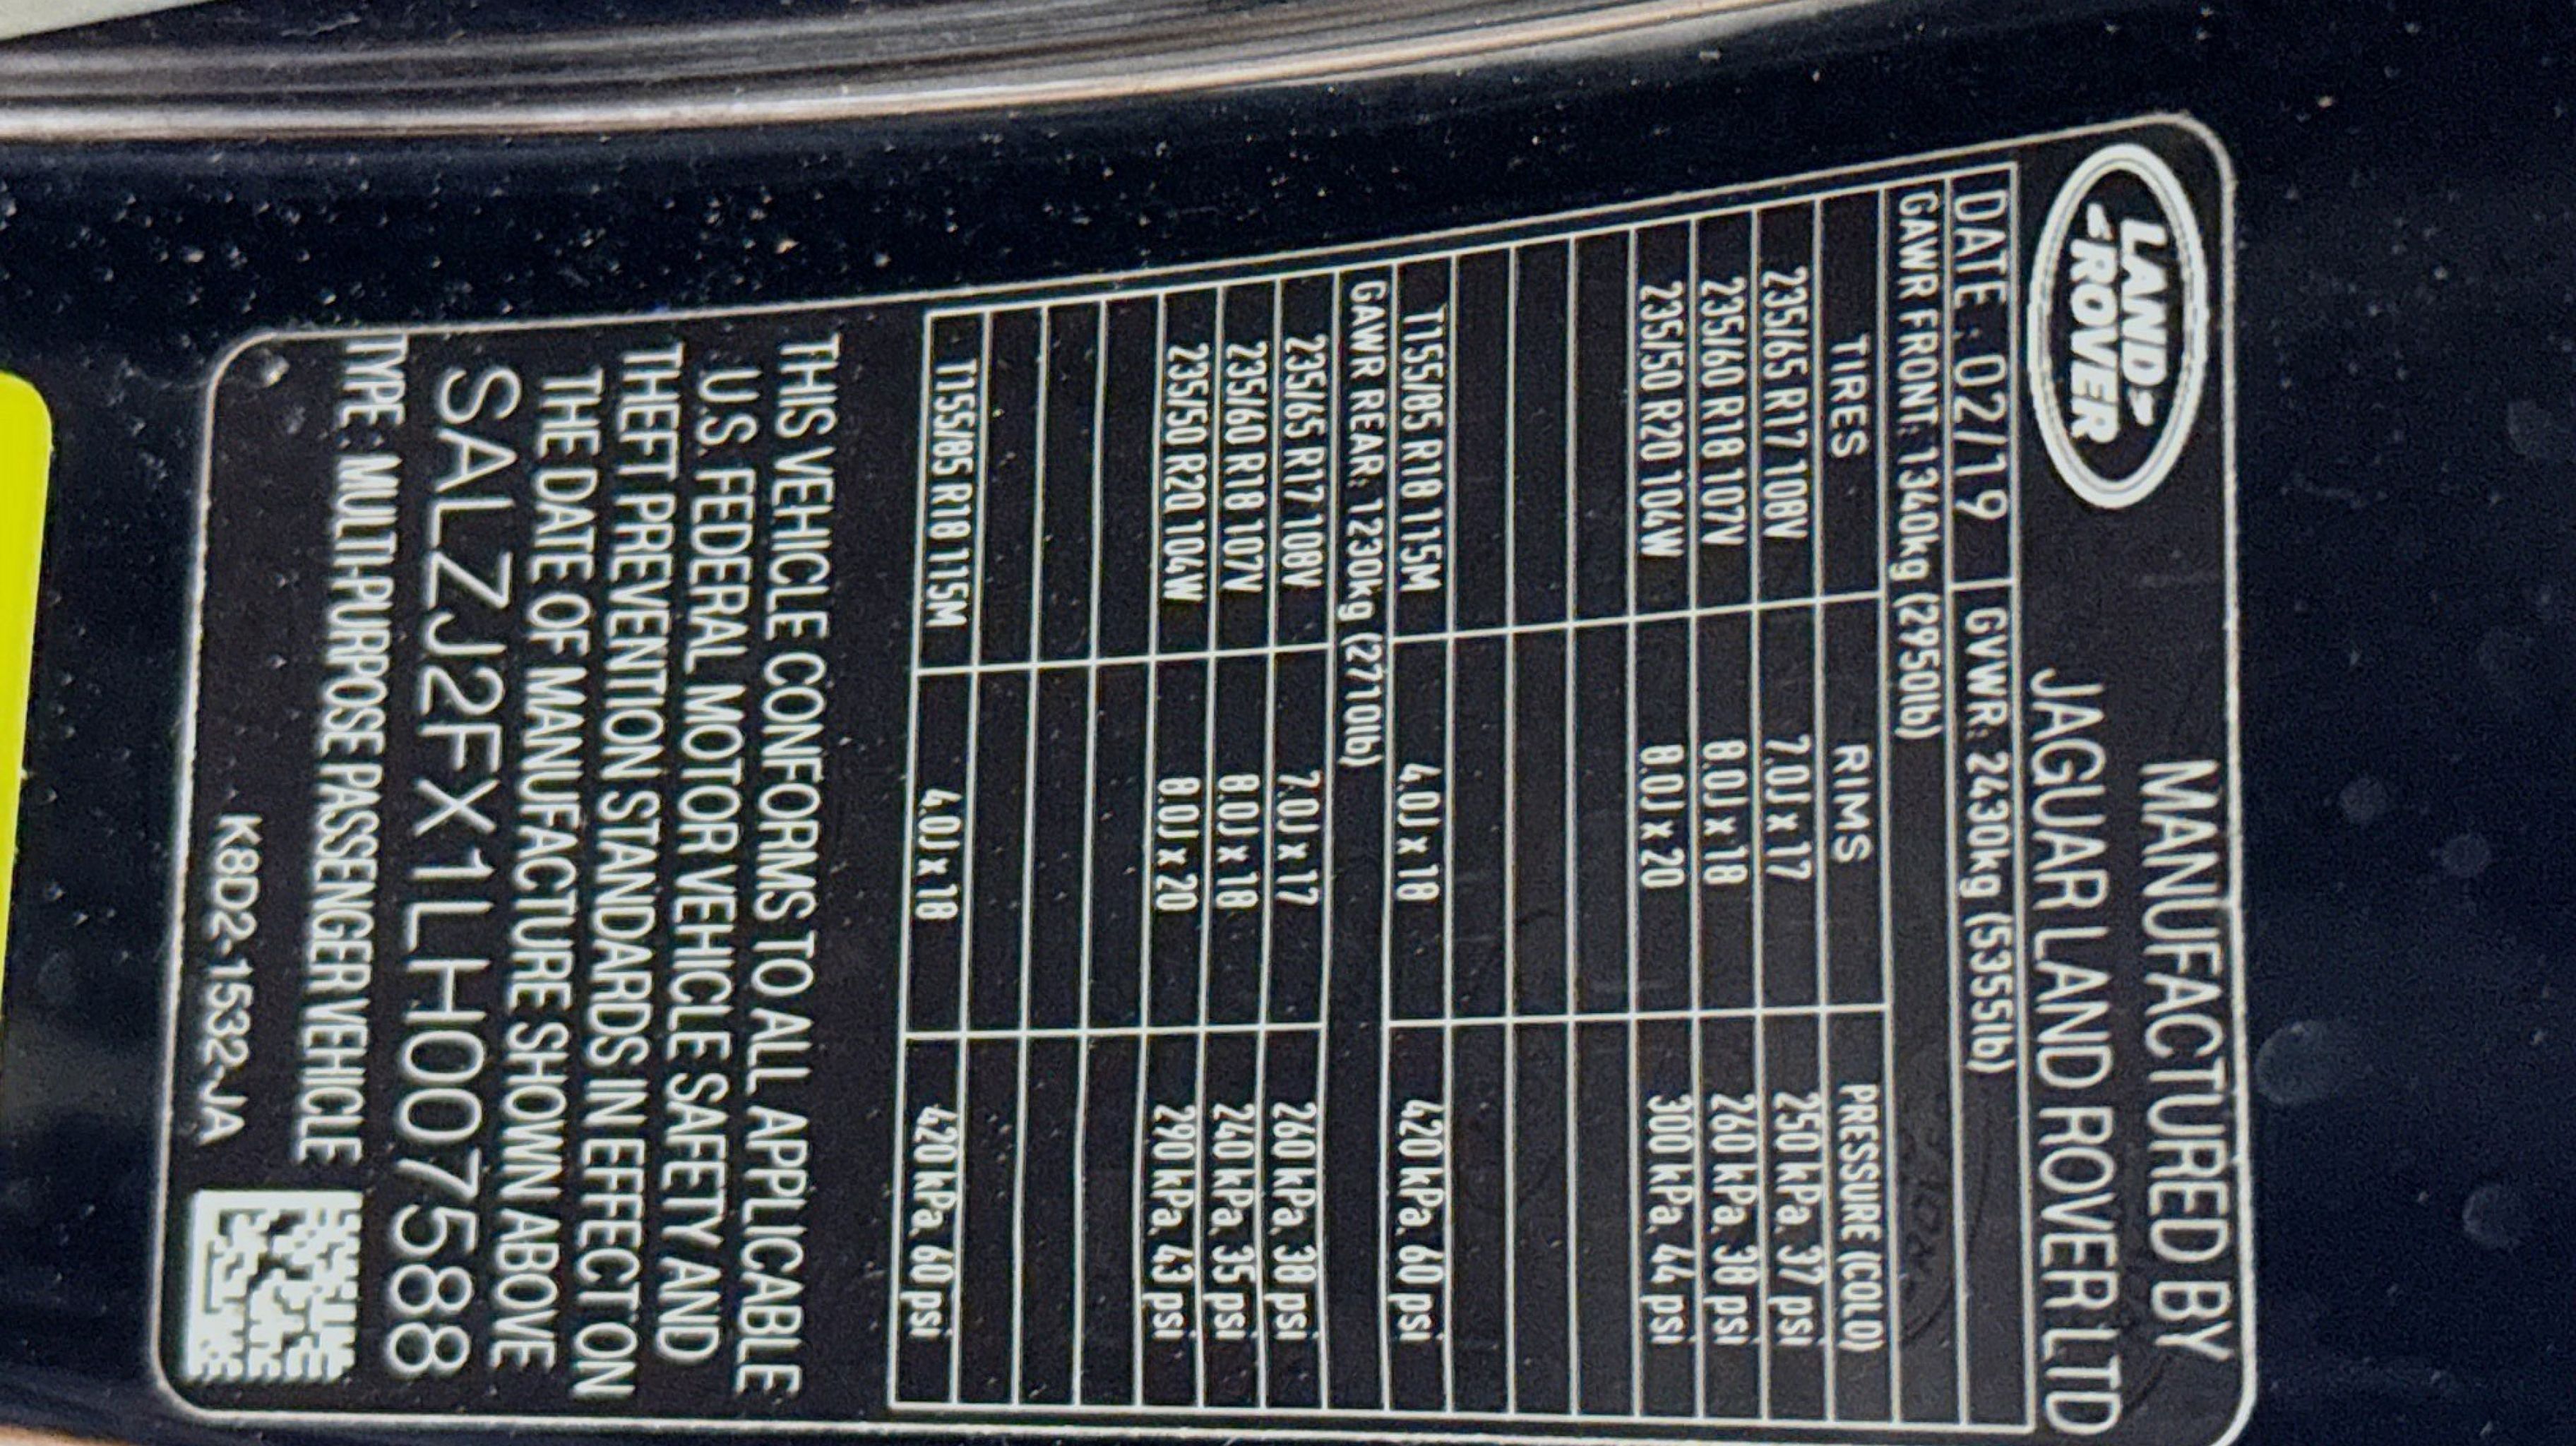 LAND ROVER
MANUFACTURED BY
JAGUAR LAND ROVER LTD
DATE : 02/19 GVWR: 2430kg (5355lb)
GAWR FRONT: 1340kg (2950lb)
TIRES RIMS PRESSURE (COLD)
235/65 R17 108V 7.0J x 17 250 kPa, 37 psi
235/60 R18 107V 8.0J x 18 260 kPa, 38 psi
235/50 R20 104W 8.0J x 20 300 kPa, 44 psi
T155/85 R18 115M 4.0J x 18 420 kPa, 60 psi
GAWR REAR: 1230kg (2710lb)
235/65 R17 108V 7.0J x 17 260 kPa, 38 psi
235/60 R18 107V 8.0J x 18 240 kPa, 35 psi
235/50 R20 104W 8.0J x 20 290 kPa, 43 psi
T155/85 R18 115M 4.0J x 18 420 kPa, 60 psi
THIS VEHICLE CONFORMS TO ALL APPLICABLE
U.S. FEDERAL MOTOR VEHICLE SAFETY AND
THEFT PREVENTION STANDARDS IN EFFECT ON
THE DATE OF MANUFACTURE SHOWN ABOVE
SALZJ2FX1LH007588
TYPE : MULTI-PURPOSE PASSENGER VEHICLE
K8D2-1532-JA